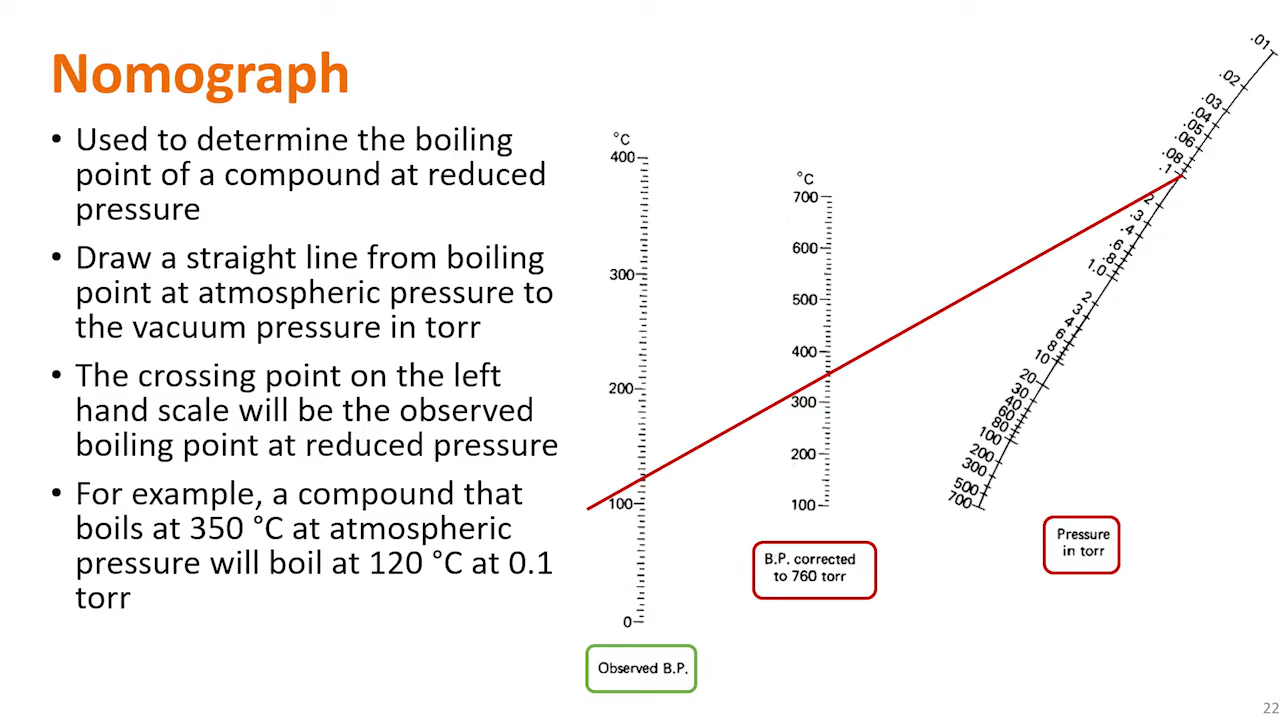 Nomograph
• Used to determine the boiling
point of a compound at reduced
pressure
• Draw a straight line from boiling
point at atmospheric pressure to
the vacuum pressure in torr
• The crossing point on the left
hand scale will be the observed
boiling point at reduced pressure
• For example, a compound that
boils at 350 °C at atmospheric
pressure will boil at 120 °C at 0.1
torr
°C
400
300
200
100
0
Observed B.P.
°C
700
600
500
400
300
200
100
B.P. corrected
to 760 torr
.01
.02
.03
.04
.05
.06
.08
.1
.2
.3
.4
.6
.8
1.0
2
3
4
6
8
10
20
30
60
80
100
200
300
500
700
Pressure
in torr
22